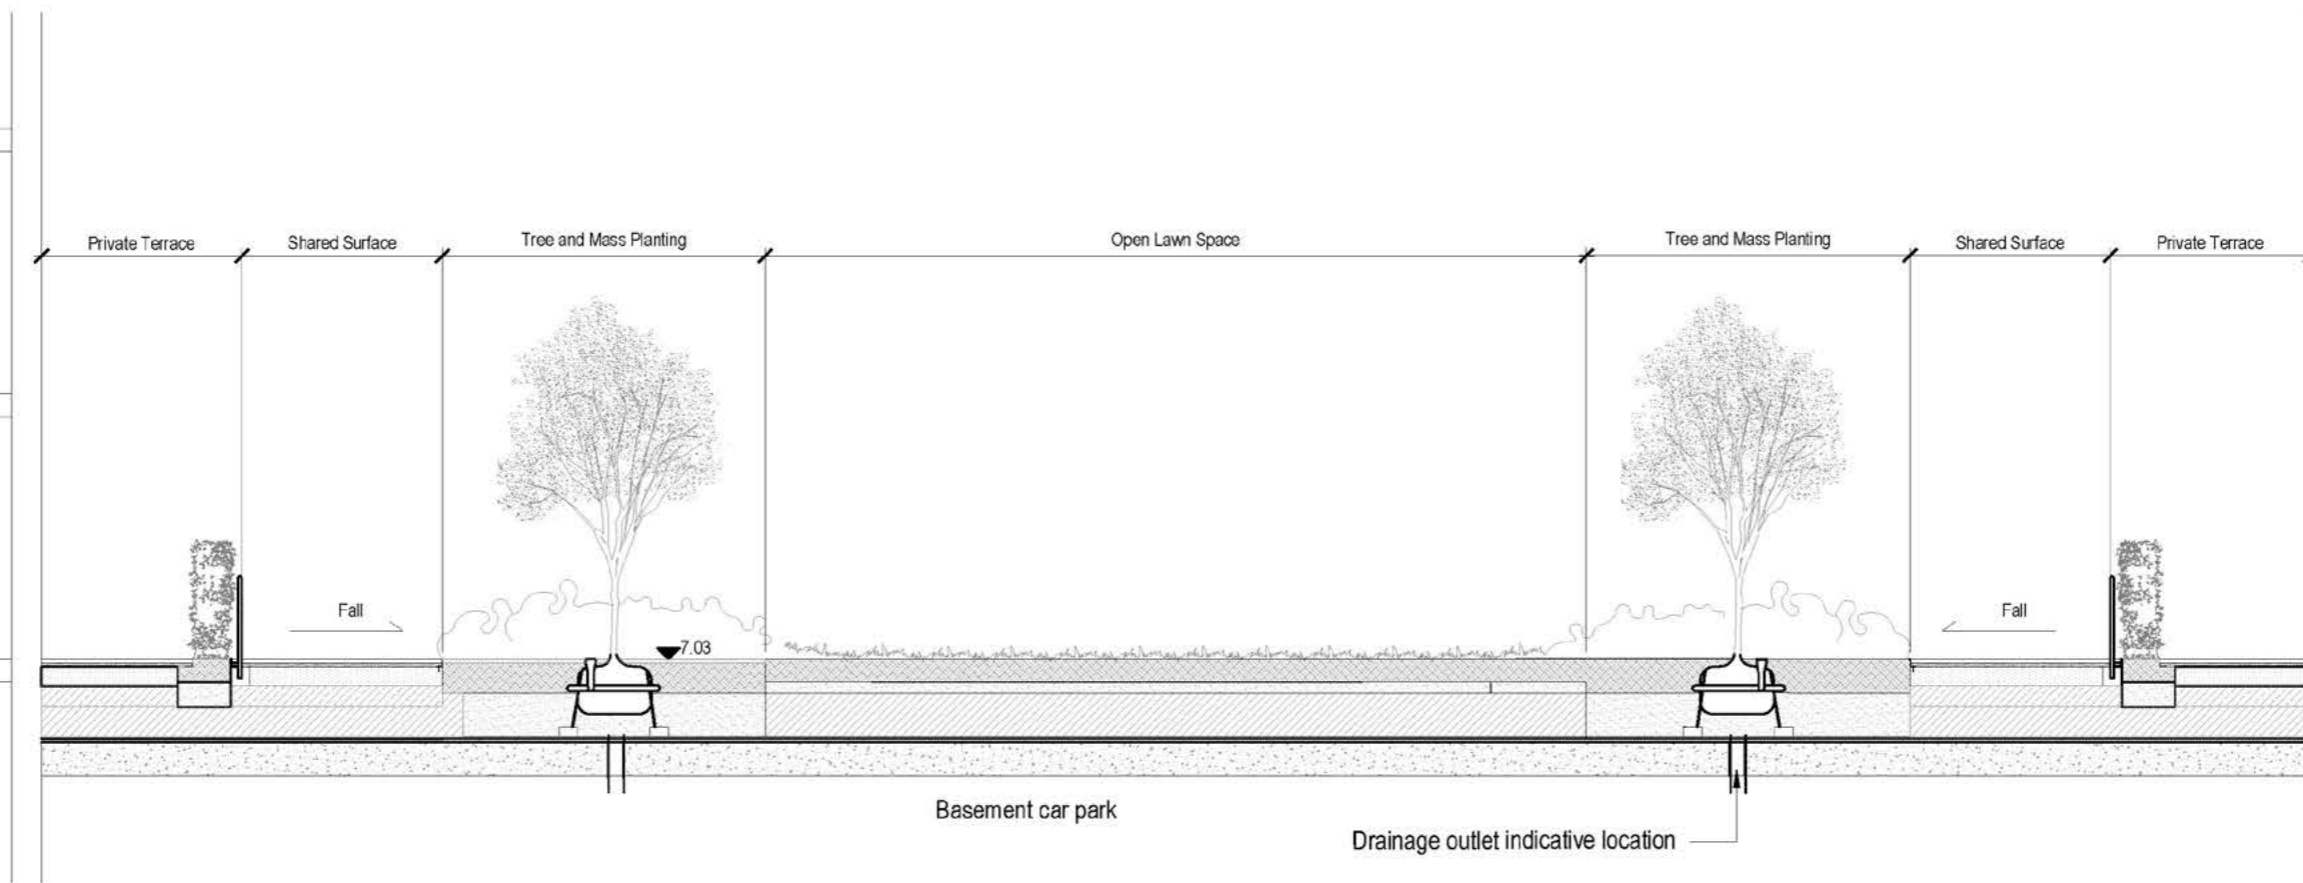 Private Terrace
Shared Surface
Tree and Mass Planting
Open Lawn Space
Tree and Mass Planting
Shared Surface
Private Terrace
Fall
Fall
7.03
Basement car park
Drainage outlet indicative location